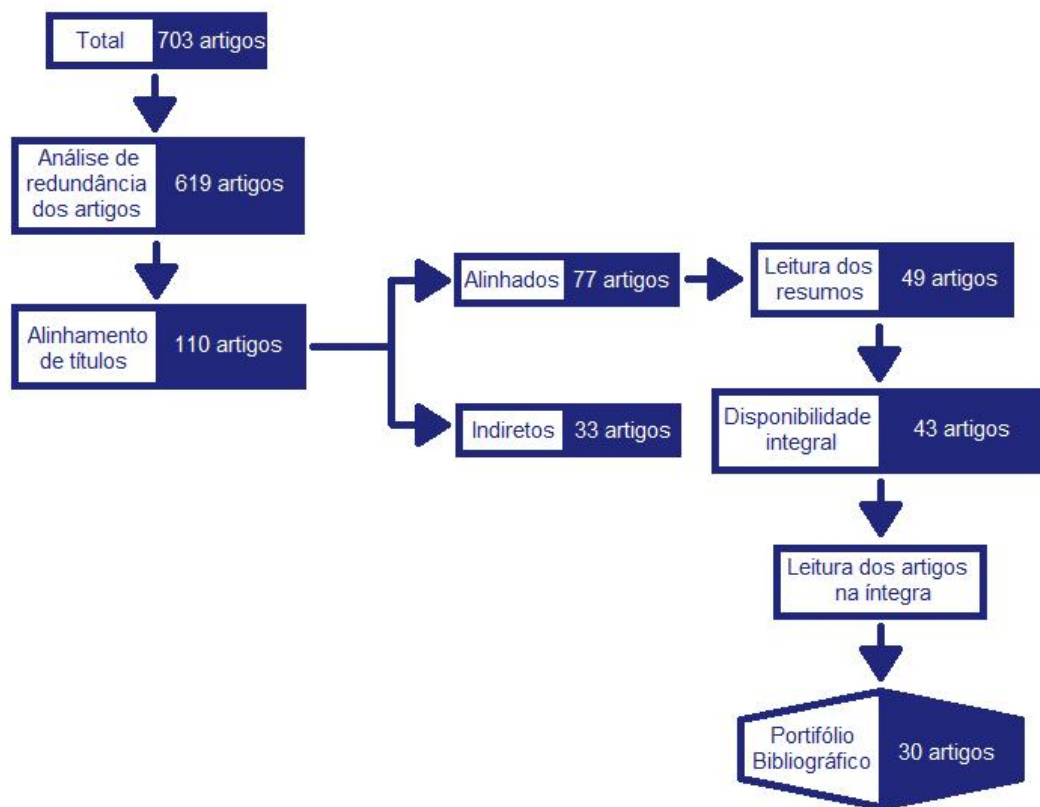 Total
703 artigos
Análise de
redundância
dos artigos
619 artigos
Alinhamento
de títulos
110 artigos
Alinhados
77 artigos
Indiretos
33 artigos
Leitura dos
resumos
49 artigos
Disponibilidade
integral
43 artigos
Leitura dos artigos
na íntegra
Portifólio
Bibliográfico
30 artigos